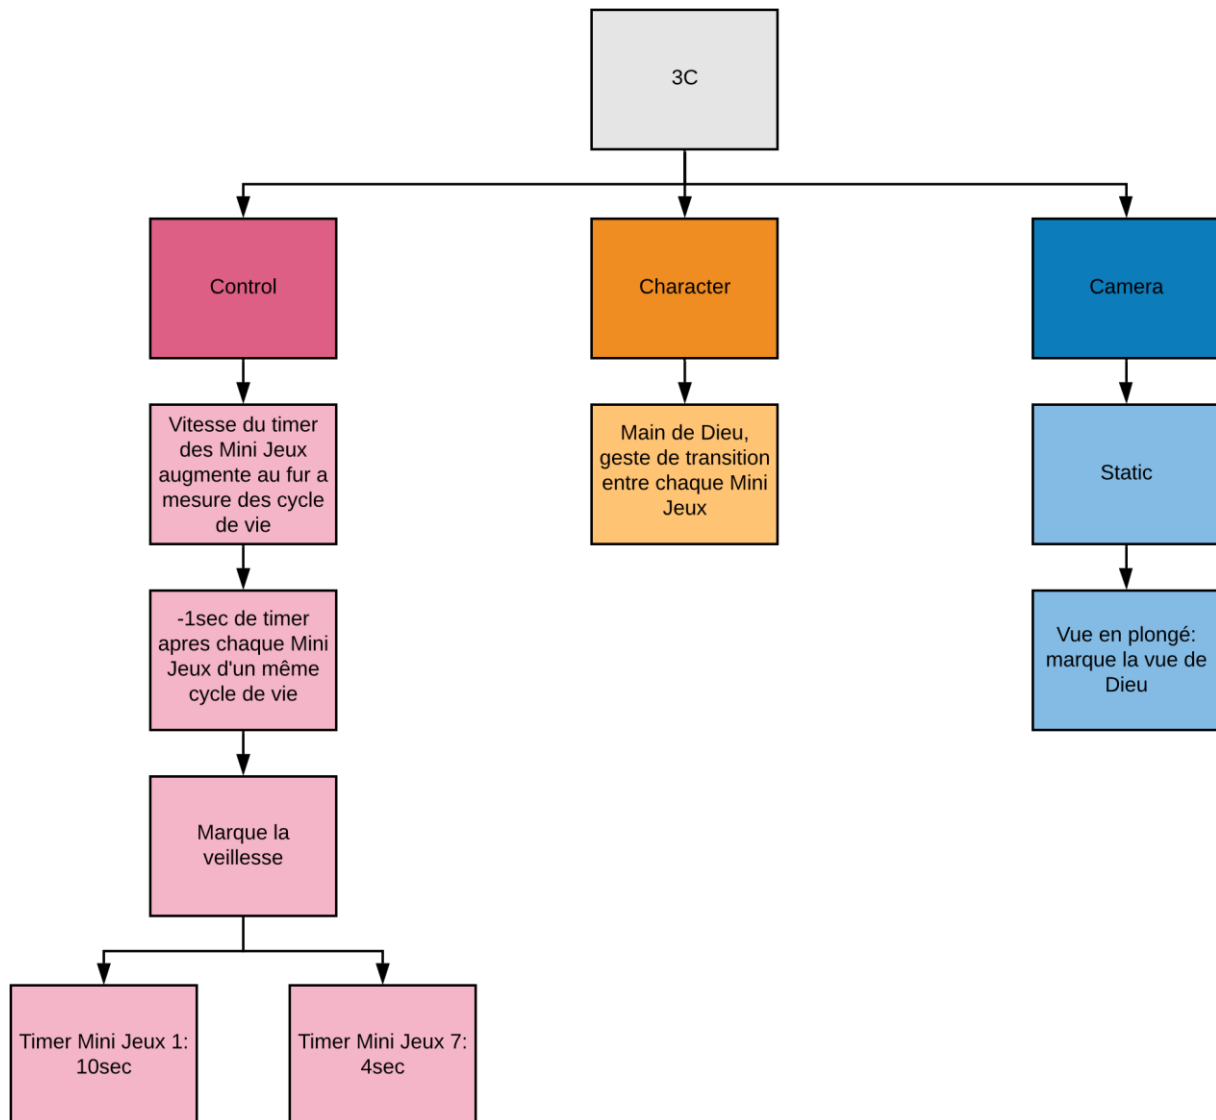 3C
Control
Character
Camera
Vitesse du timer
des Mini Jeux
augmente au fur a
mesure des cycle
de vie
Main de Dieu,
geste de transition
entre chaque Mini
Jeux
Static
-1sec de timer
apres chaque Mini
Jeux d'un même
cycle de vie
Vue en plongé:
marque la vue de
Dieu
Marque la
veillesse
Timer Mini Jeux 1:
10sec
Timer Mini Jeux 7:
4sec